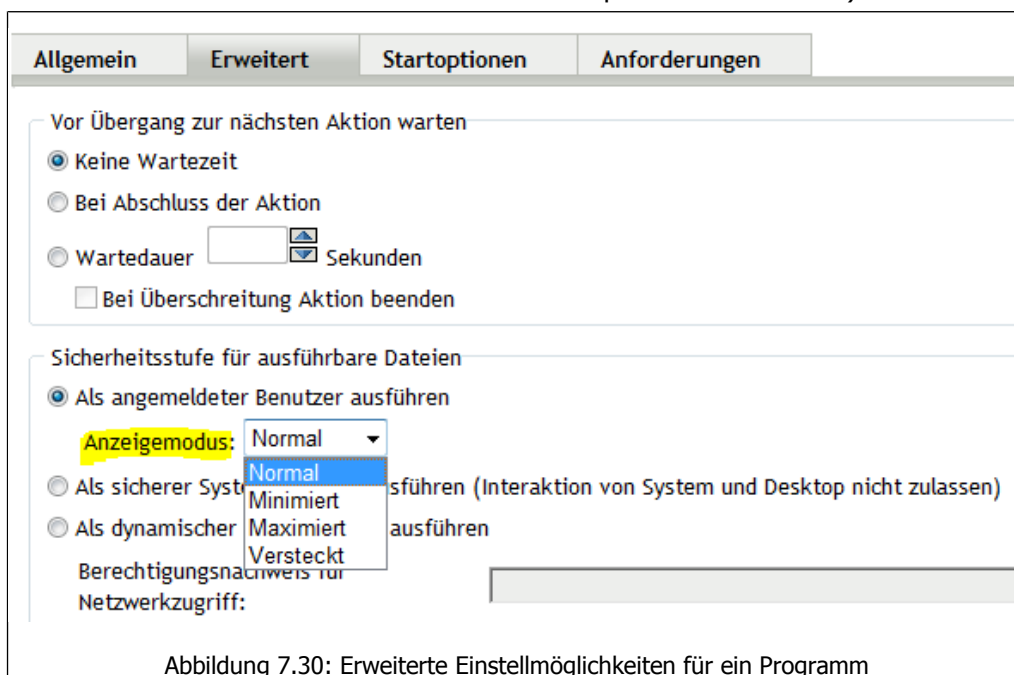 Allgemein Erweitert Startoptionen Anforderungen
Vor Übergang zur nächsten Aktion warten
Keine Wartezeit
Bei Abschluss der Aktion
Wartedauer Sekunden
Bei Überschreitung Aktion beenden
Sicherheitsstufe für ausführbare Dateien
Als angemeldeter Benutzer ausführen
Anzeigemodus: Normal
Normal
Als sicherer sführen (Interaktion von System und Desktop nicht zulassen)
Minimiert
Als dynamischer Maximiert ausführen
Versteckt
Berechtigungsnachweis für
Netzwerkzugriff:
Abbildung 7.30: Erweiterte Einstellmöglichkeiten für ein Programm